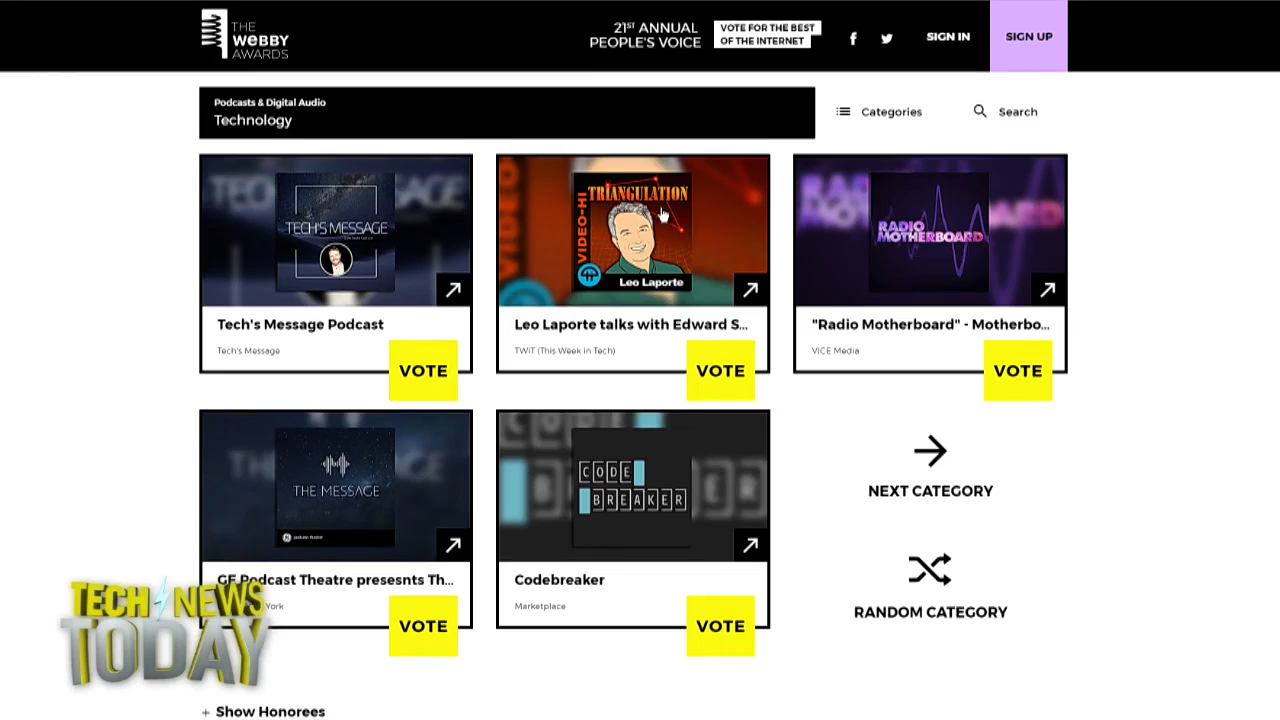 THE
WEBBY
AWARDS
21ST ANNUAL
PEOPLE'S VOICE
VOTE FOR THE BEST
OF THE INTERNET
SIGN IN
SIGN UP
Podcasts & Digital Audio
Technology
Categories
Search
TECH'S MESSAGE
TRIANGULATION
VIDEO-HI
Leo Laporte
RADIO
MOTHERBOARD
Tech's Message Podcast
Tech's Message
VOTE
Leo Laporte talks with Edward S...
TWiT (This Week in Tech)
VOTE
"Radio Motherboard" - Motherbo...
VICE Media
VOTE
THE MESSAGE
CODE
BREAKER
GE Podcast Theatre presesnts Th...
York
VOTE
Codebreaker
Marketplace
VOTE
NEXT CATEGORY
RANDOM CATEGORY
TECH NEWS
TODAY
+ Show Honorees